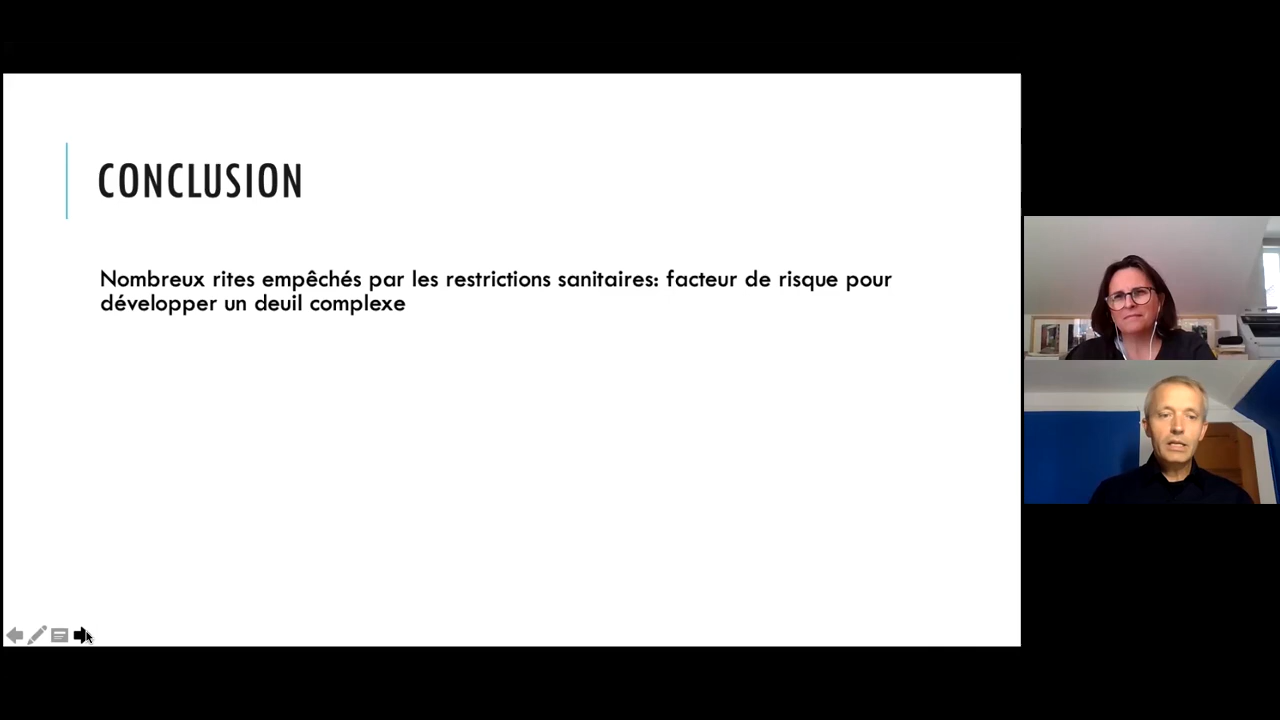 CONCLUSION
Nombreux rites empêchés par les restrictions sanitaires: facteur de risque pour
développer un deuil complexe